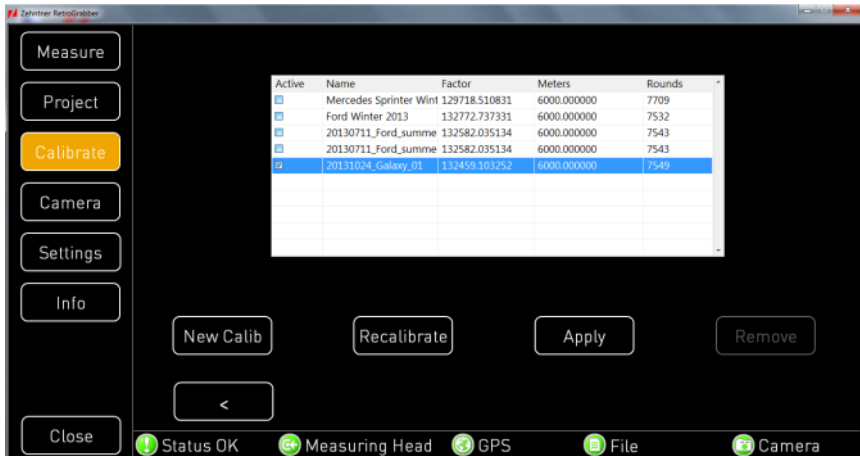 Zehntner RetroGrabber
Measure
Project
Calibrate
Camera
Settings
Info
Close
Active Name Factor Meters Rounds
Mercedes Sprinter Wint 129718.510831 6000.000000 7709
Ford Winter 2013 132772.737331 6000.000000 7532
20130711_Ford_summe 132582.035134 6000.000000 7543
20130711_Ford_summe 132582.035134 6000.000000 7543
20131024_Galaxy_01 132459.103252 6000.000000 7549
New Calib Recalibrate Apply Remove
<
Status OK Measuring Head GPS File Camera